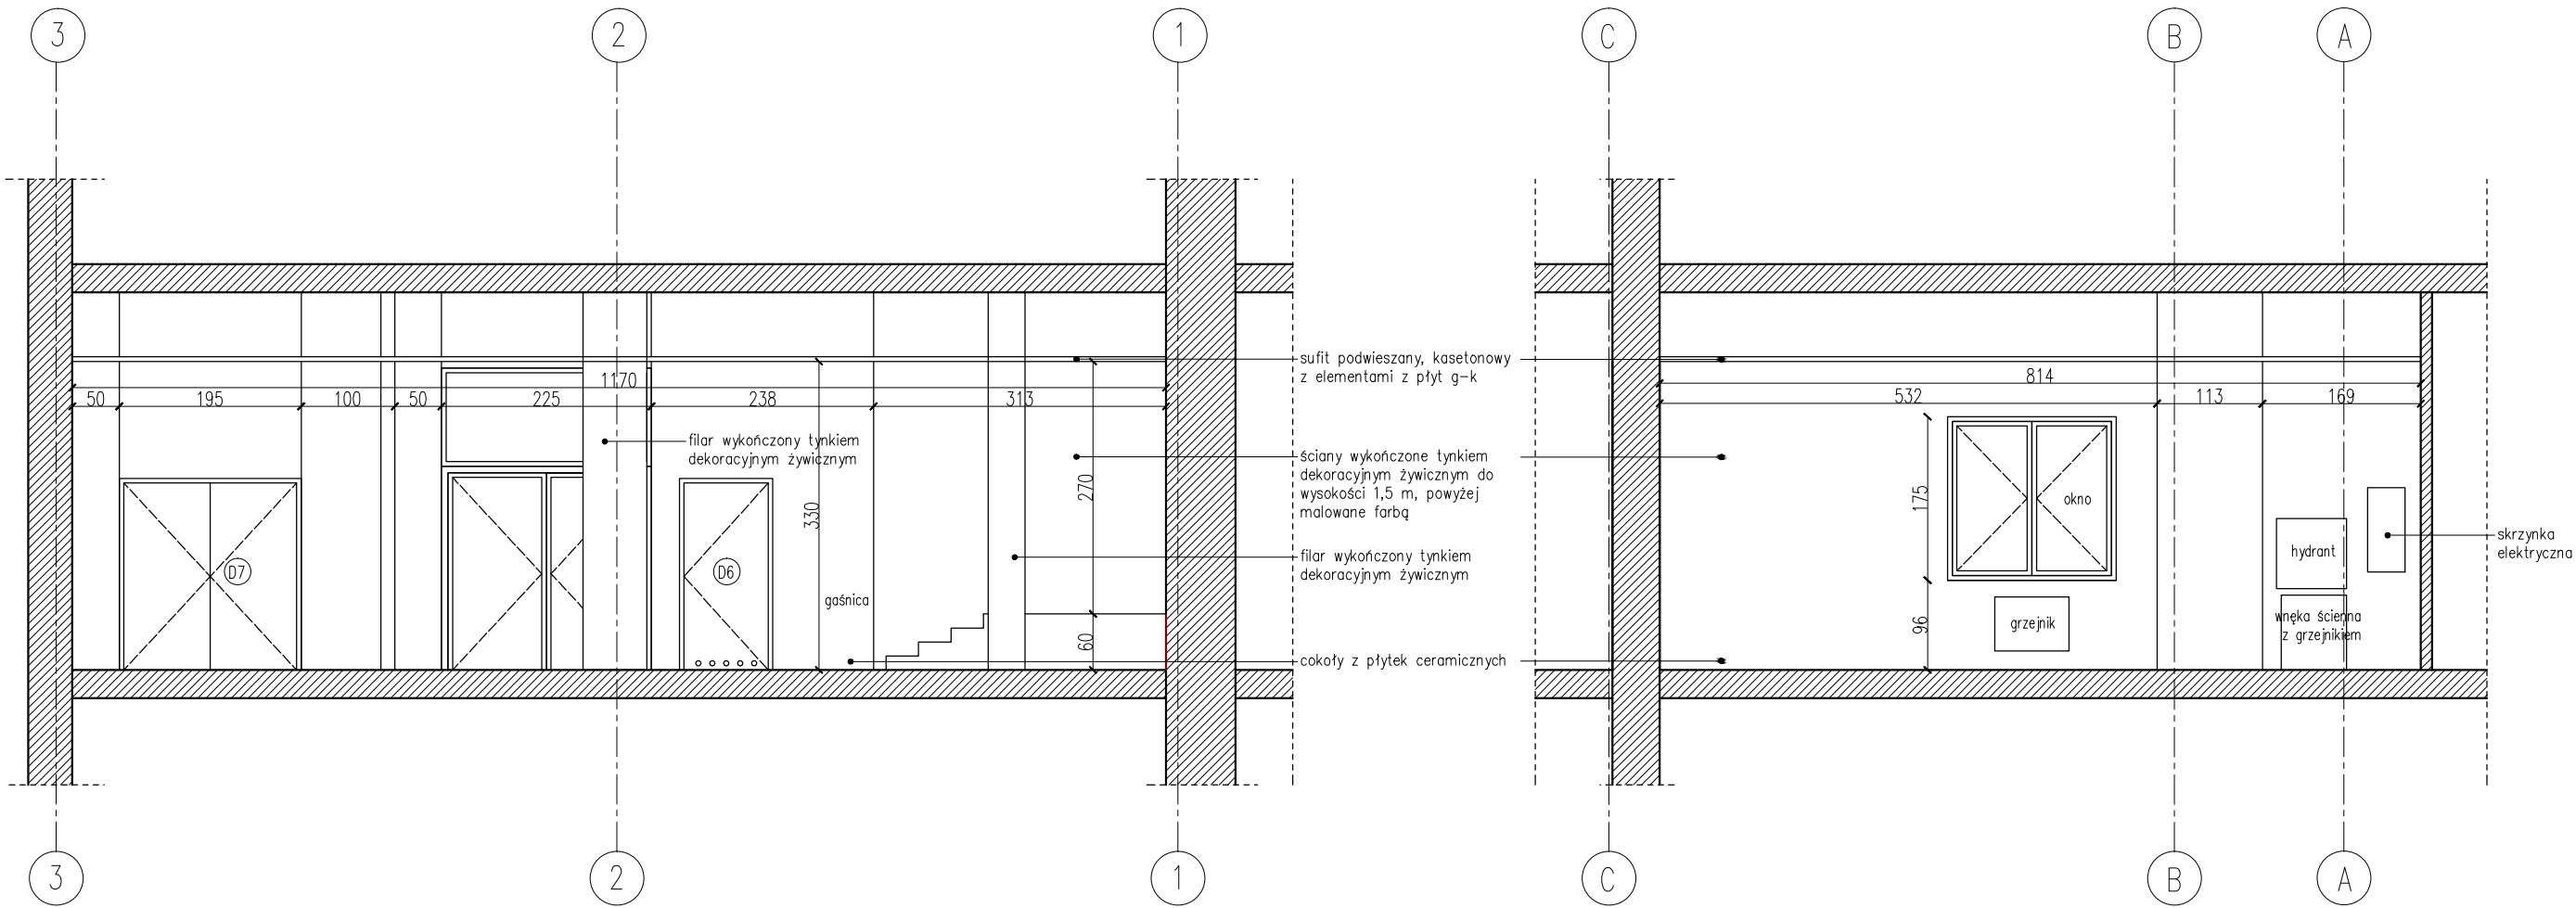 3
2
1
C
B
A
sufit podwieszany, kasetonowy
z elementami z płyt g-k
1170
50
195
100
50
225
238
313
814
532
113
169
filar wykończony tynkiem
dekoracyjnym żywicznym
ściany wykończone tynkiem
dekoracyjnym żywicznym do
wysokości 1,5 m, powyżej
malowane farbą
330
270
175
okno
skrzynka
elektryczna
hydrant
filar wykończony tynkiem
dekoracyjnym żywicznym
D7
D6
gaśnica
60
96
grzejnik
wnęka ścienna
z grzejnikiem
cokoły z płytek ceramicznych
3
2
1
C
B
A